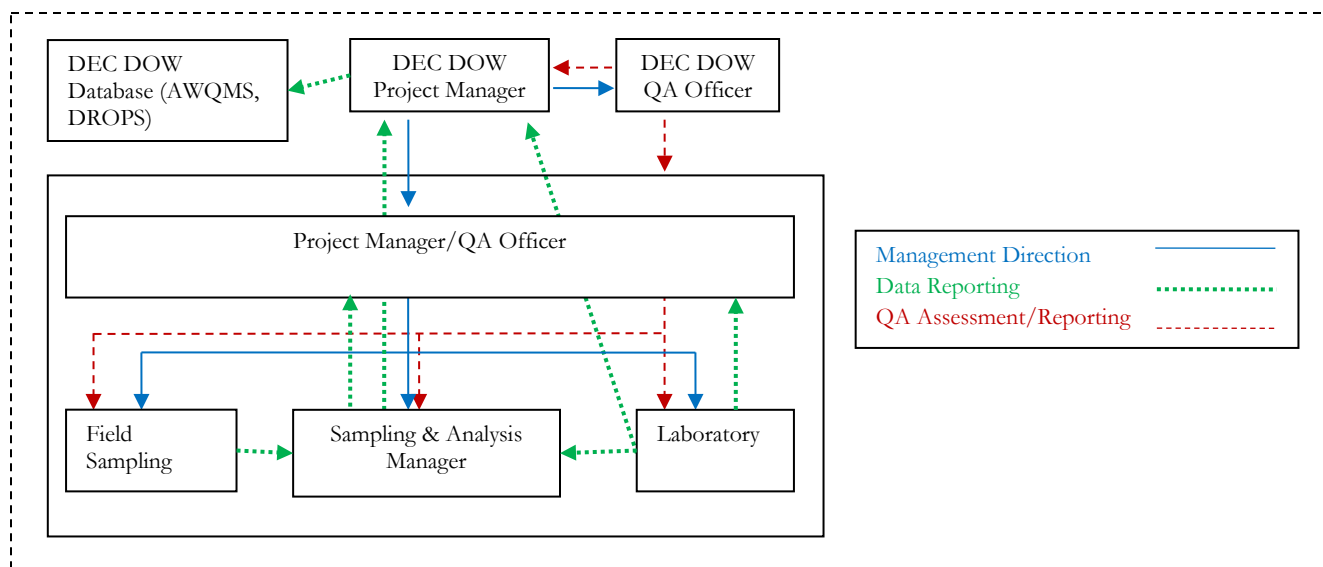 DEC DOW
Database (AWQMS,
DROPS)
DEC DOW
Project Manager
DEC DOW
QA Officer
Project Manager/QA Officer
Management Direction
Data Reporting
QA Assessment/Reporting
Field
Sampling
Sampling & Analysis
Manager
Laboratory